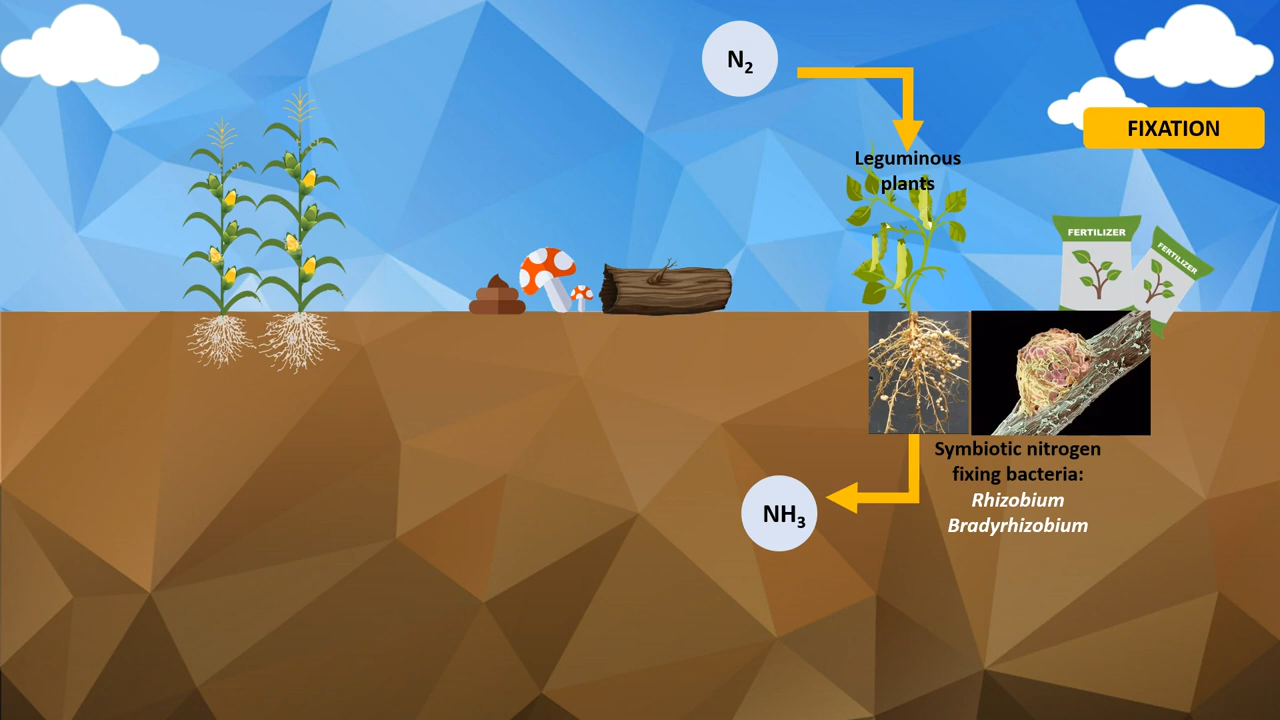 N₂
FIXATION
Leguminous
plants
FERTILIZER
FERTILIZER
Symbiotic nitrogen
fixing bacteria:
Rhizobium
Bradyrhizobium
NH₃